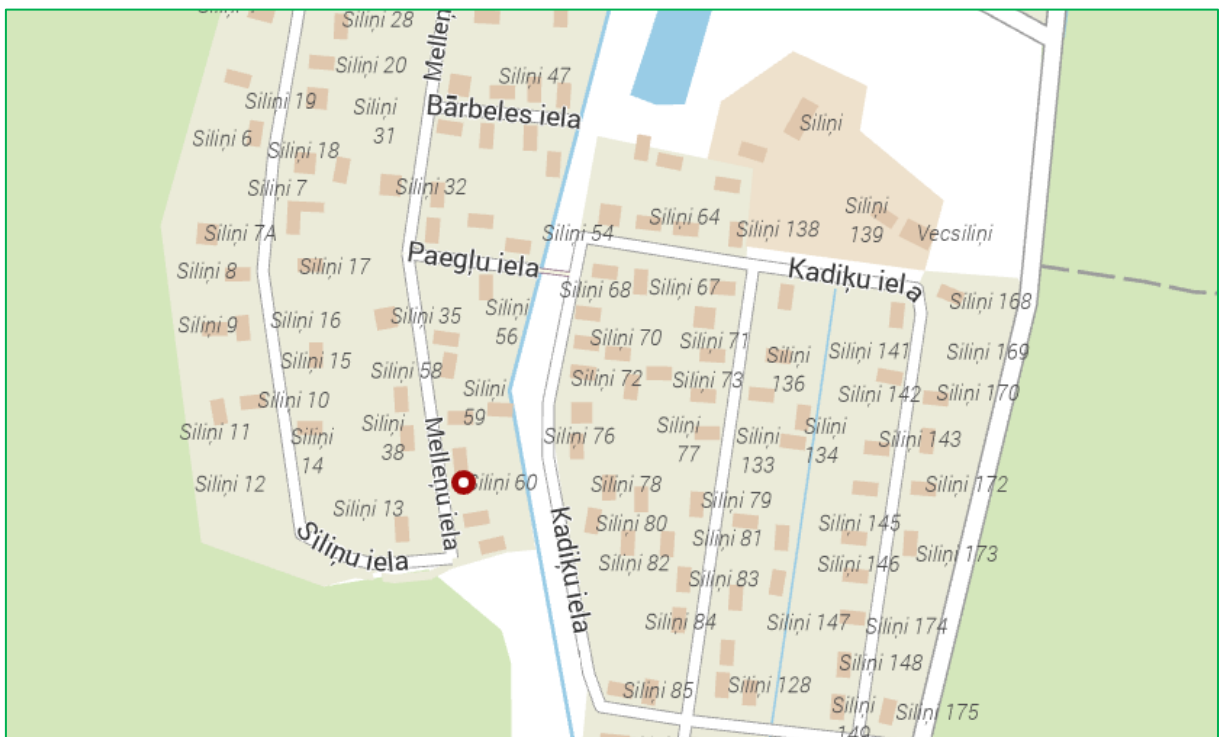 Siliņi 28
Melleņ
Siliņi 20
Siliņi 47
Siliņi 19
Siliņi
31
Bārbeles iela
Siliņi
Siliņi 6
Siliņi 18
Siliņi 7
Siliņi 32
Siliņi 64
Siliņi
139
Siliņi 7A
Siliņi 54
Siliņi 138
Vecsiliņi
Siliņi 8
Siliņi 17
Paegļu iela
Kadiķu iela
Siliņi 68
Siliņi 67
Siliņi 168
Siliņi 9
Siliņi 16
Siliņi 35
Siliņi
56
Siliņi 70
Siliņi 71
Siliņi 15
Siliņi
136
Siliņi 141
Siliņi 169
Siliņi 58
Siliņi 72
Siliņi 73
Siliņi 10
Siliņi
59
Siliņi 142
Siliņi 170
Siliņi 11
Siliņi
14
Siliņi
38
Melleņu iela
Siliņi 76
Siliņi
77
Siliņi
133
Siliņi
134
Siliņi 143
Siliņi 12
Siliņi 60
Siliņi 78
Siliņi 172
Siliņi 13
Siliņi 79
Siliņu iela
Kadiķu iela
Siliņi 80
Siliņi 81
Siliņi 145
Siliņi 82
Siliņi 83
Siliņi 146
Siliņi 173
Siliņi 84
Siliņi 147
Siliņi 174
Siliņi 148
Siliņi 85
Siliņi 128
Siliņi
149
Siliņi 175